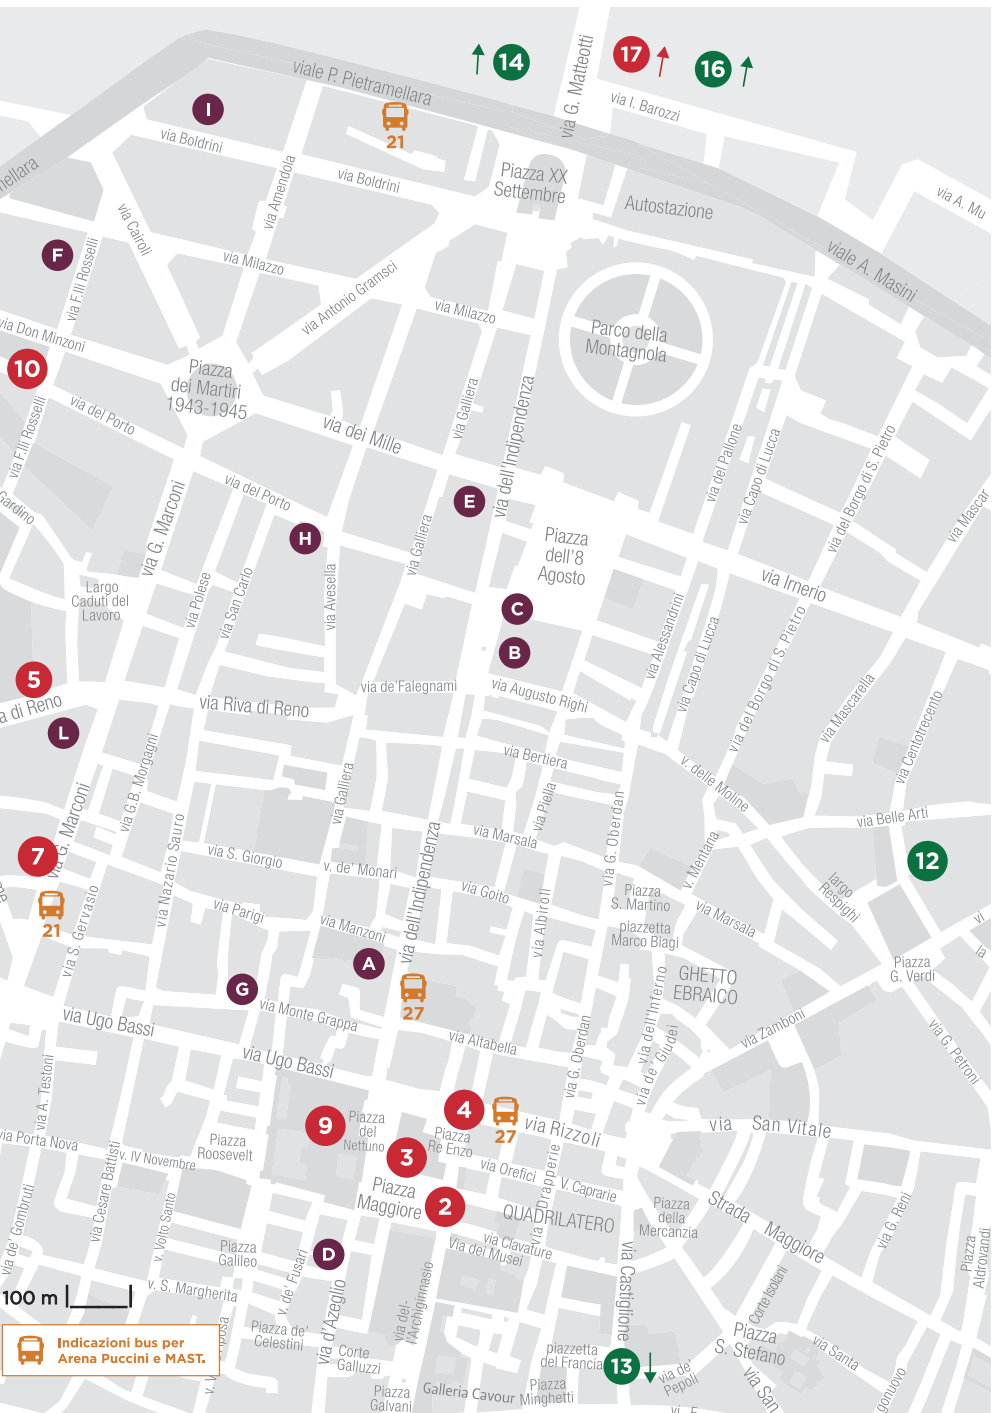 14
17
16
via G. Matteotti
viale P. Pietramellara
I
21
via I. Barozzi
via Boldrini
via Boldrini
via Amendola
Piazza XX
Settembre
Autostazione
via A. Mu
mellara
via Cairoli
F
via F.lli Rosselli
via Milazzo
via Antonio Gramsci
viale A. Masini
via Milazzo
via Don Minzoni
Parco della
Montagnola
10
Piazza
dei Martiri
1943-1945
via del Porto
via dei Mille
via Galliera
via dell'Indipendenza
via F.lli Rosselli
via del Pallone
via Capo di Lucca
via del Borgo di S. Pietro
via del Porto
E
via Mascar
Gardino
via G. Marconi
H
via Galliera
Piazza
dell'8
Agosto
via Irnerio
Largo
Caduti del
Lavoro
via Polese
via San Carlo
via Avesella
C
B
via Alessandrini
via Capo di Lucca
via del Borgo di S. Pietro
5
a di Reno
via Riva di Reno
via de'Falegnami
via Augusto Righi
via Mascarella
via Centotrecento
L
via G.B. Morgagni
via Bertiera
v. delle Moline
via G. Marconi
via Galliera
via Piella
via G. Oberdan
via Belle Arti
via Nazario Sauro
via dell'Indipendenza
via Marsala
7
via S. Giorgio
v. de' Monari
v. Mentana
12
21
via S. Gervasio
via Parigi
via Manzoni
via Goito
via Albiroli
Piazza
S. Martino
piazzetta
Marco Biagi
via Marsala
largo
Respighi
vi
la
A
G
27
via Monte Grappa
GHETTO
EBRAICO
Piazza
G. Verdi
via Ugo Bassi
via Ugo Bassi
via Altabella
via G. Oberdan
via dell'Inferno
via de' Giudei
via Zamboni
via G. Petroni
via A. Testoni
9
Piazza
del
Nettuno
4
27
via Rizzoli
via San Vitale
via Porta Nova
v. IV Novembre
Piazza
Roosevelt
3
Piazza
Re Enzo
via Orefici
v. Caprarie
via Drapperie
via Cesare Battisti
v. Volto Santo
Piazza
Maggiore
2
QUADRILATERO
Piazza
della
Mercanzia
Strada Maggiore
via G. Reni
via de' Gombruti
Piazza
Galileo
D
via Clavature
via dei Musei
via Castiglione
Piazza
Aldrovandi
v. S. Margherita
v. de' Fusari
via d'Azeglio
via del-
l'Archiginnasio
Corte Isolani
100 m
Piazza de'
Celestini
Corte
Galluzzi
piazzetta
del Francia
13
via de'
Pepoli
Piazza
S. Stefano
via Santa
Indicazioni bus per
Arena Puccini e MAST.
Piazza
Galvani
Galleria Cavour
Piazza
Minghetti
via San
gonuovo